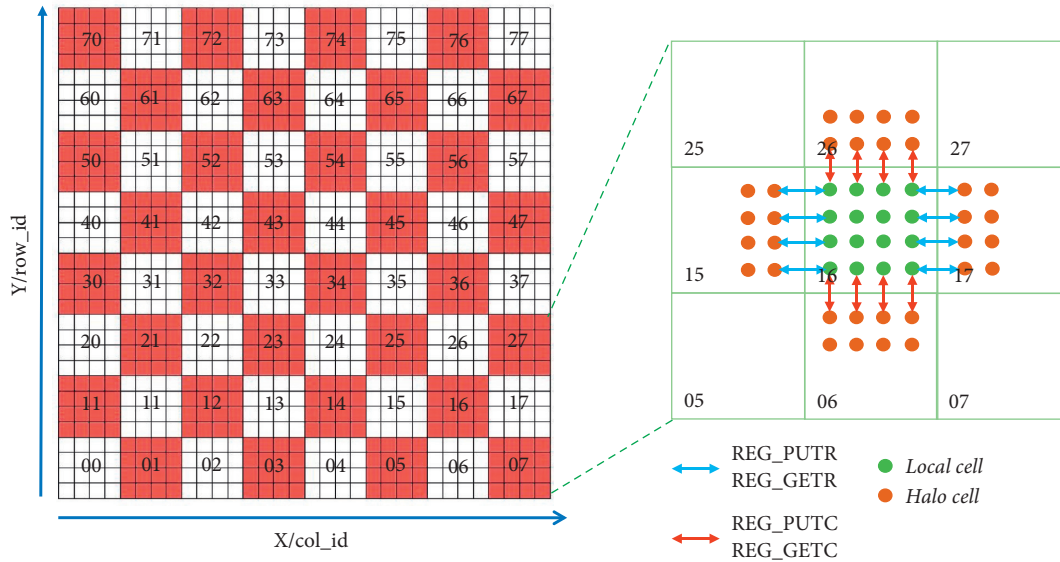 70 71 72 73 74 75 76 77
60 61 62 63 64 65 66 67
50 51 52 53 54 55 56 57
40 41 42 43 44 45 46 47
30 31 32 33 34 35 36 37
20 21 22 23 24 25 26 27
11 11 12 13 14 15 16 17
00 01 02 03 04 05 06 07
Y/row_id
X/col_id
25 26 27
15 16 17
05 06 07
REG_PUTR
REG_GETR
REG_PUTC
REG_GETC
Local cell
Halo cell